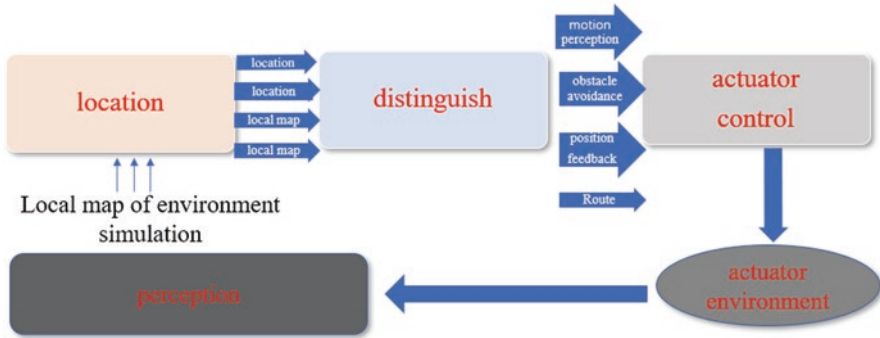 location
location
location
local map
local map
distinguish
motion
perception
obstacle
avoidance
position
feedback
Route
actuator
control
Local map of environment
simulation
perception
actuator
environment